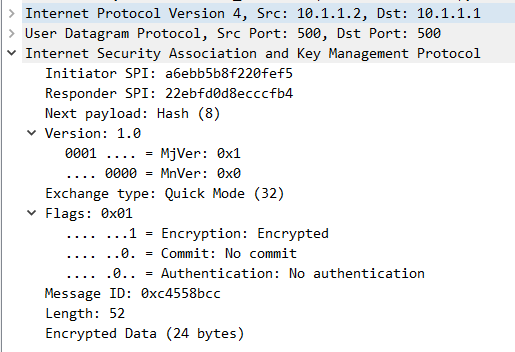 Internet Protocol Version 4, Src: 10.1.1.2, Dst: 10.1.1.1
User Datagram Protocol, Src Port: 500, Dst Port: 500
Internet Security Association and Key Management Protocol
Initiator SPI: a6ebb5b8f220fef5
Responder SPI: 22ebfd0d8ecccfb4
Next payload: Hash (8)
Version: 1.0
0001 .... = MjVer: 0x1
.... 0000 = MnVer: 0x0
Exchange type: Quick Mode (32)
Flags: 0x01
.... ...1 = Encryption: Encrypted
.... ..0. = Commit: No commit
.... .0.. = Authentication: No authentication
Message ID: 0xc4558bcc
Length: 52
Encrypted Data (24 bytes)